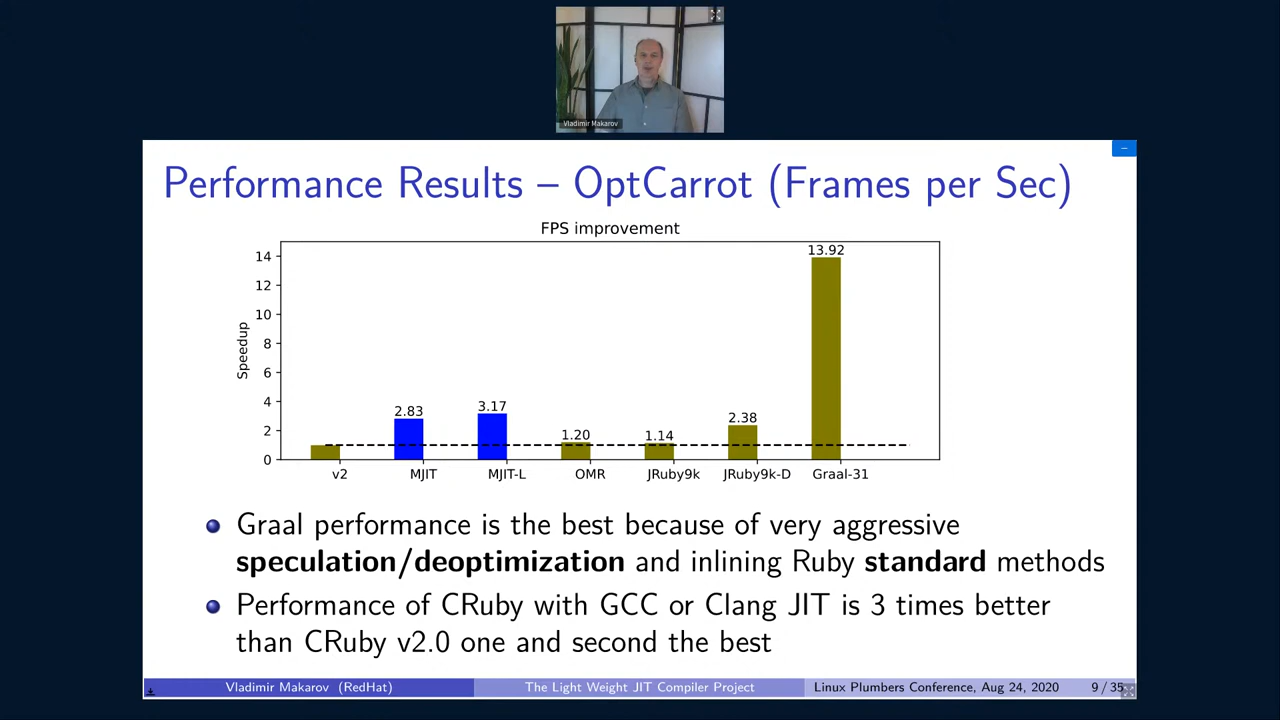 Vladimir Makarov
Performance Results – OptCarrot (Frames per Sec)
FPS improvement
Speedup
14
12
10
8
6
4
2
0
2.83
3.17
1.20
1.14
2.38
13.92
v2 MJIT MJIT-L OMR JRuby9k JRuby9k-D Graal-31
Graal performance is the best because of very aggressive
speculation/deoptimization and inlining Ruby standard methods
Performance of CRuby with GCC or Clang JIT is 3 times better
than CRuby v2.0 one and second the best
Vladimir Makarov (RedHat) The Light Weight JIT Compiler Project Linux Plumbers Conference, Aug 24, 2020 9 / 35